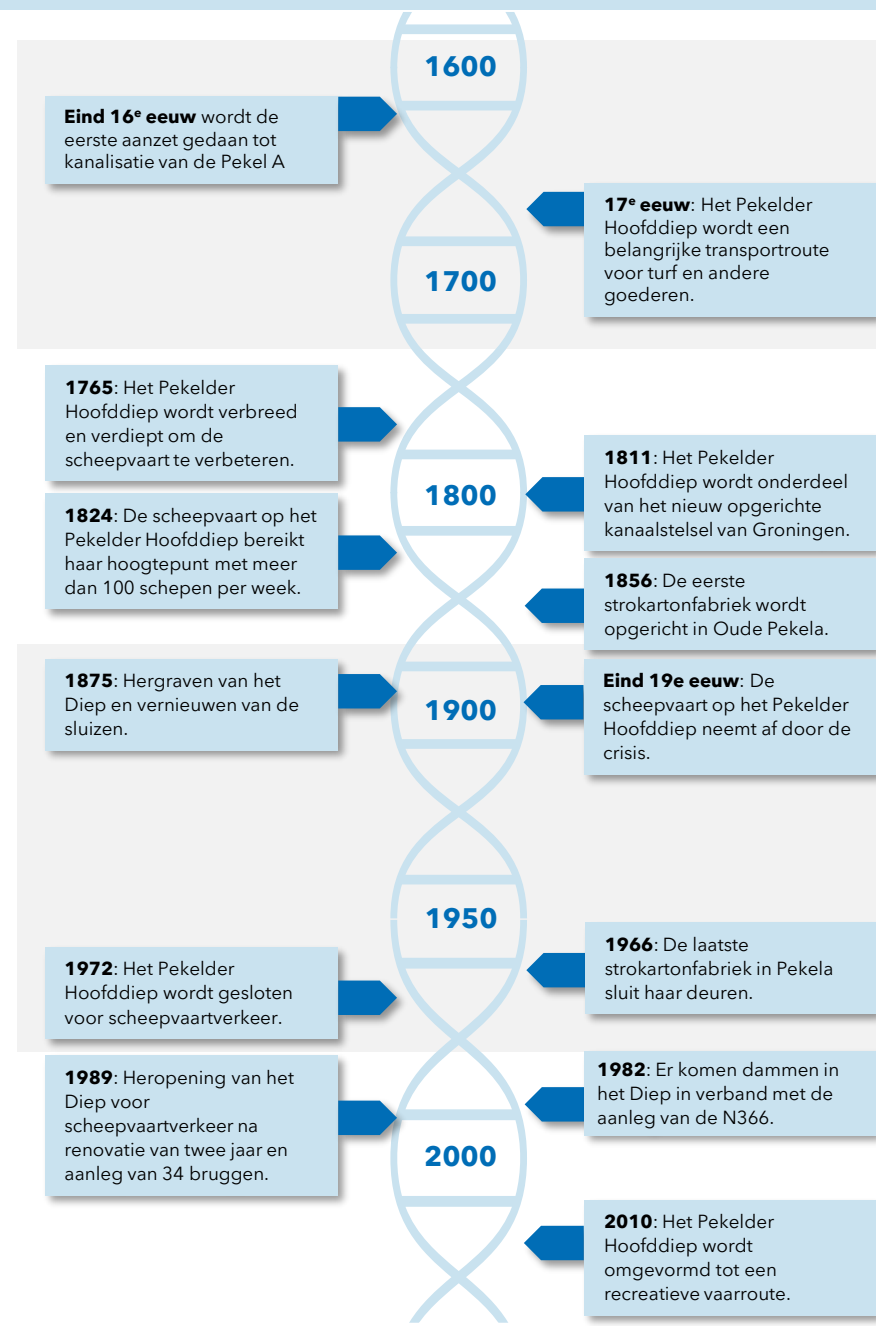 1600
Eind 16e eeuw wordt de
eerste aanzet gedaan tot
kanalisatie van de Pekel A
17e eeuw: Het Pekelder
Hoofddiep wordt een
belangrijke transportroute
voor turf en andere
goederen.
1700
1765: Het Pekelder
Hoofddiep wordt verbreed
en verdiept om de
scheepvaart te verbeteren.
1811: Het Pekelder
Hoofddiep wordt onderdeel
van het nieuw opgerichte
kanaalstelsel van Groningen.
1800
1824: De scheepvaart op het
Pekelder Hoofddiep bereikt
haar hoogtepunt met meer
dan 100 schepen per week.
1856: De eerste
strokartonfabriek wordt
opgericht in Oude Pekela.
1875: Hergraven van het
Diep en vernieuwen van de
sluizen.
Eind 19e eeuw: De
scheepvaart op het Pekelder
Hoofddiep neemt af door de
crisis.
1900
1950
1966: De laatste
strokartonfabriek in Pekela
sluit haar deuren.
1972: Het Pekelder
Hoofddiep wordt gesloten
voor scheepvaartverkeer.
1982: Er komen dammen in
het Diep in verband met de
aanleg van de N366.
1989: Heropening van het
Diep voor
scheepvaartverkeer na
renovatie van twee jaar en
aanleg van 34 bruggen.
2000
2010: Het Pekelder
Hoofddiep wordt
omgevormd tot een
recreatieve vaarroute.